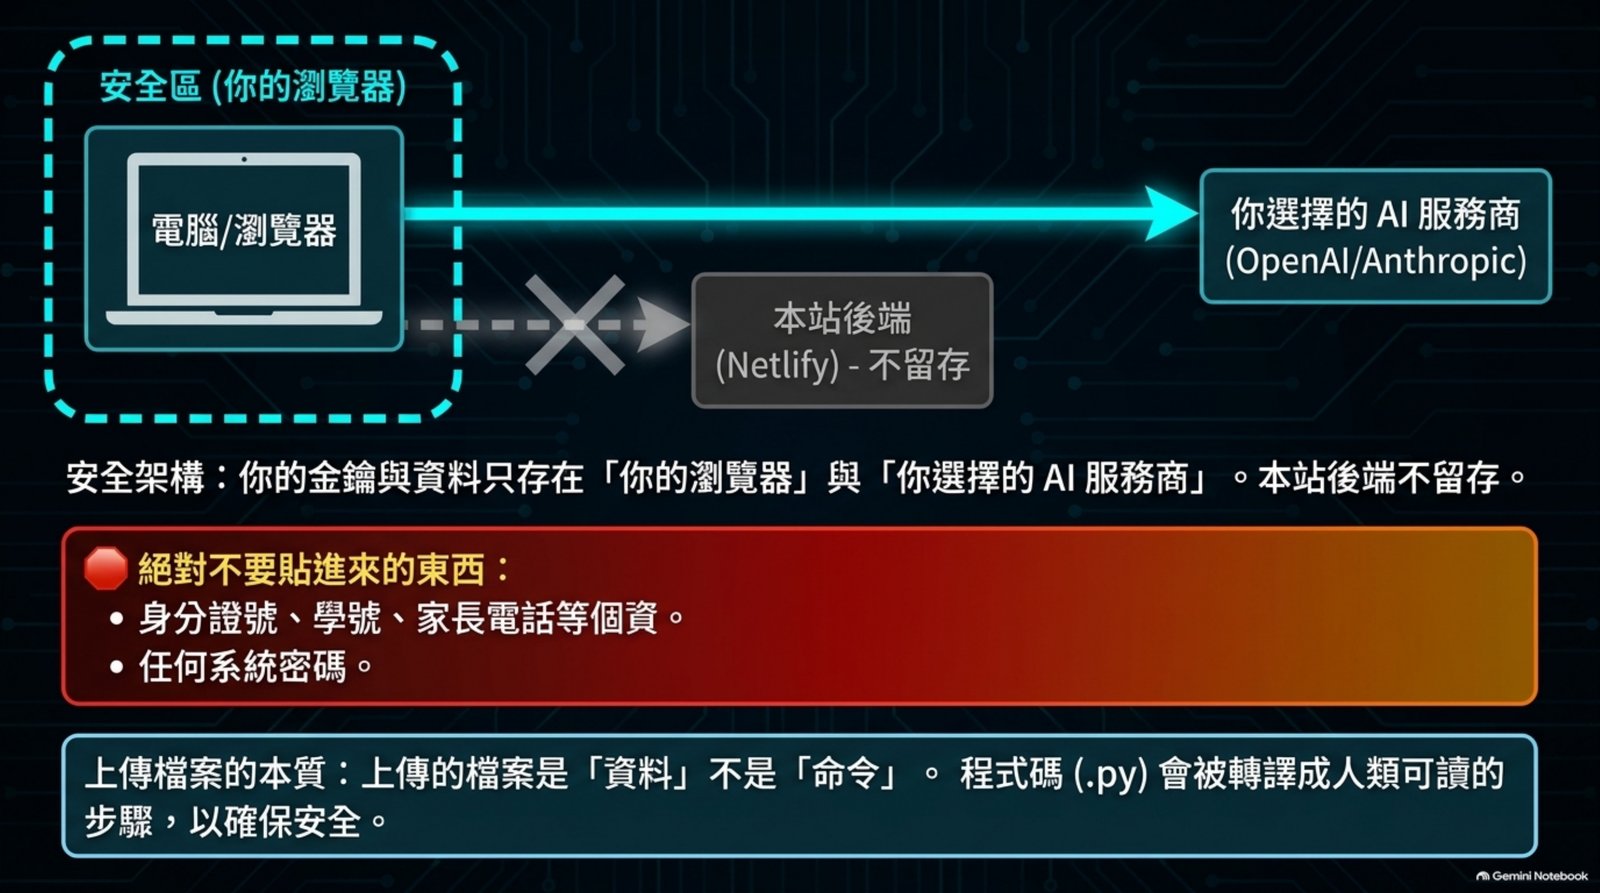 安全區 (你的瀏覽器)
電腦/瀏覽器
你選擇的 AI 服務商
(OpenAI/Anthropic)
本站後端
(Netlify) - 不留存
安全架構：你的金鑰與資料只存在「你的瀏覽器」與「你選擇的 AI 服務商」。本站後端不留存。
絕對不要貼進來的東西：
• 身分證號、學號、家長電話等個資。
• 任何系統密碼。
上傳檔案的本質：上傳的檔案是「資料」不是「命令」。 程式碼 (.py) 會被轉譯成人類可讀的
步驟，以確保安全。
Gemini Notebook